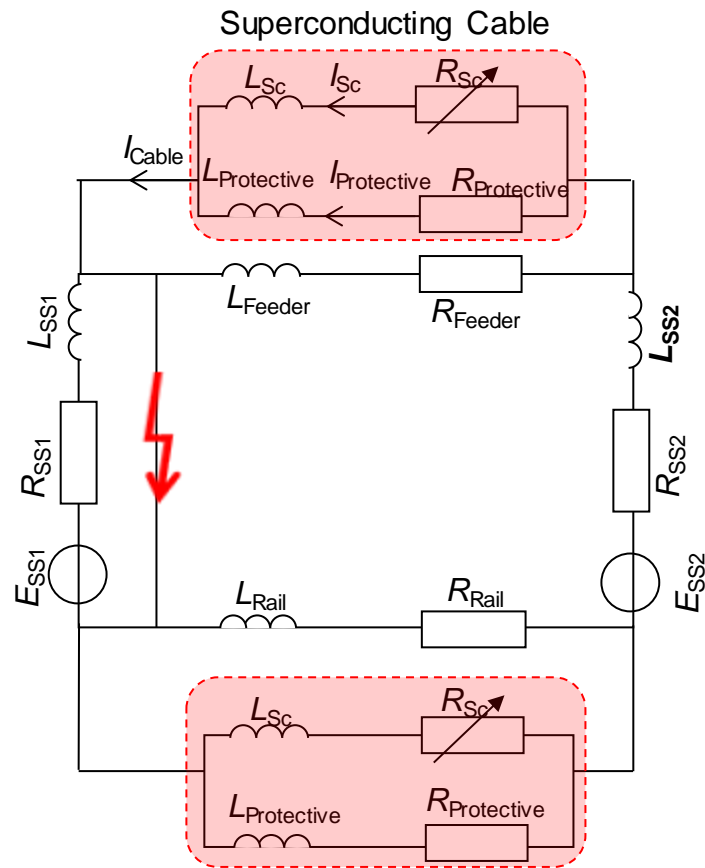 Superconducting Cable
LSc
ISc
RSc
ICable
LProtective
IProtective
RProtective
LFeeder
RFeeder
LSS1
LSS2
RSS1
RSS2
ESS1
ESS2
LRail
RRail
LSc
RSc
LProtective
RProtective